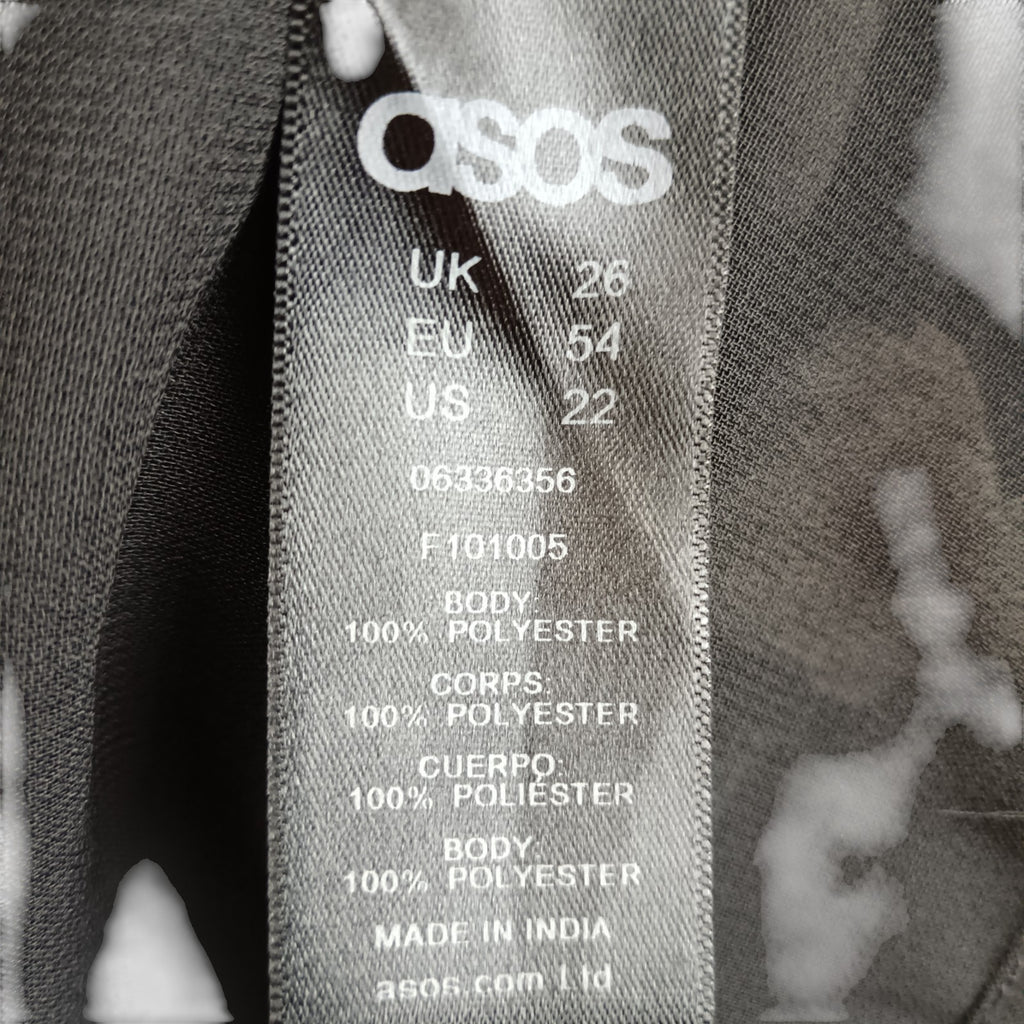 asos
UK 26
EU 54
US 22
06336356
F101005
BODY:
100% POLYESTER
CORPS:
100% POLYESTER
CUERPO:
100% POLIÉSTER
BODY:
100% POLYESTER
MADE IN INDIA
asos.com Ltd